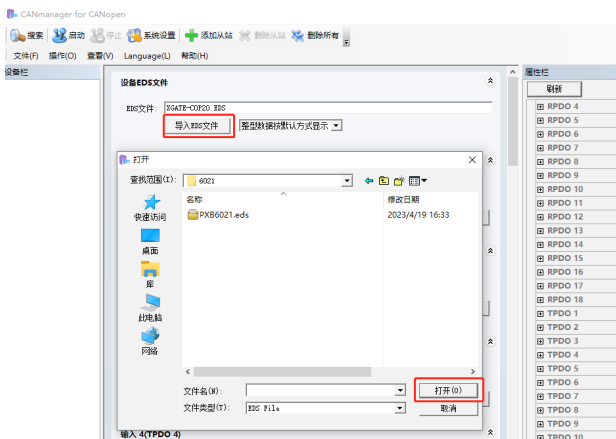 CANmanager for CANopen
搜索 启动 停止 系统设置 添加从站 删除从站 删除所有
文件(F) 操作(O) 查看(V) Language(L) 帮助(H)
设备栏
设备EDS文件
EDS文件: XGATE-COP20.EDS
导入EDS文件 整型数据按默认方式显示
打开
查找范围(I): 6021
名称 修改日期
PXB6021.eds 2023/4/19 16:33
快速访问
桌面
库
此电脑
网络
文件名(N): 打开(O)
文件类型(T): EDS File 取消
输入 4(TPDO 4)
属性栏
刷新
RPDO 4
RPDO 5
RPDO 6
RPDO 7
RPDO 8
RPDO 9
RPDO 10
RPDO 11
RPDO 12
RPDO 13
RPDO 14
RPDO 15
RPDO 16
RPDO 17
RPDO 18
TPDO 1
TPDO 2
TPDO 3
TPDO 4
TPDO 5
TPDO 6
TPDO 7
TPDO 8
TPDO 9
TPDO 10